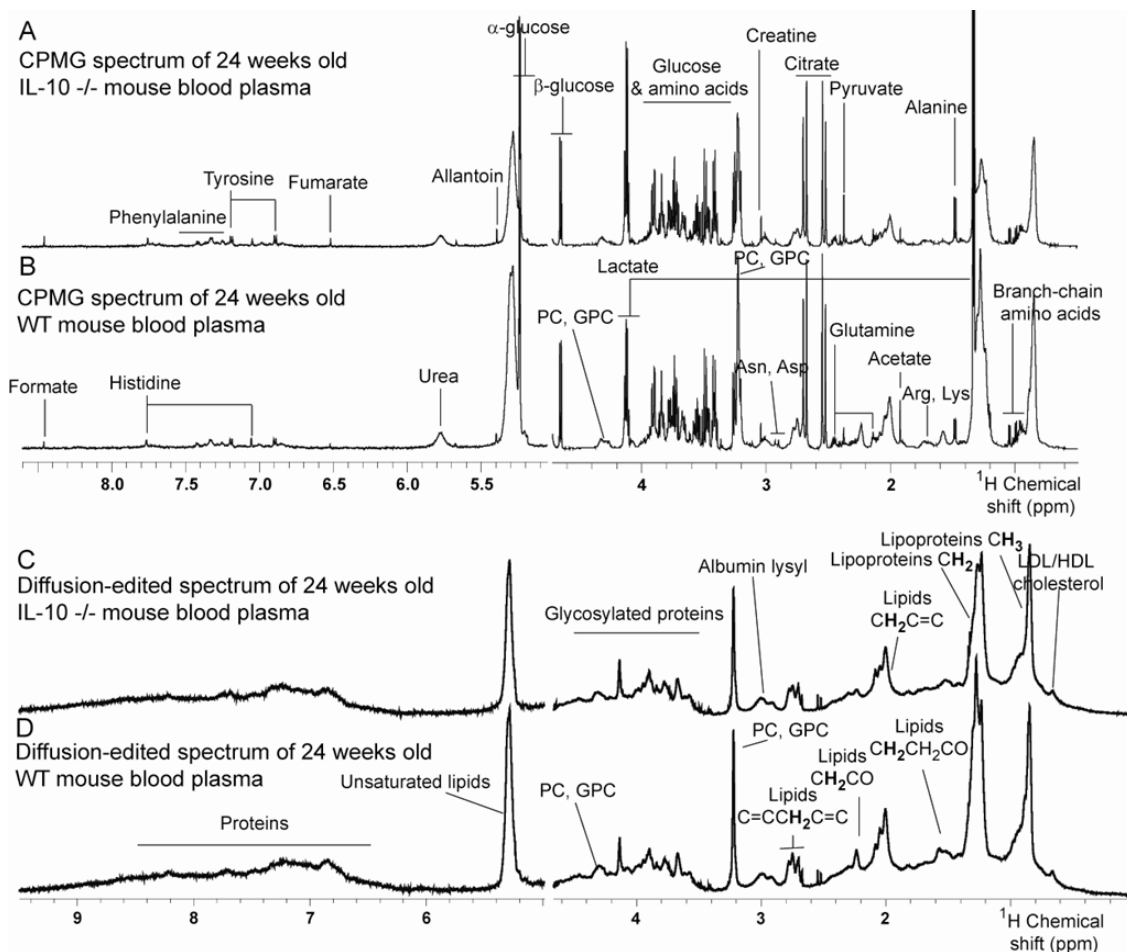 A
CPMG spectrum of 24 weeks old
IL-10 -/- mouse blood plasma
α-glucose
β-glucose
Glucose
& amino acids
Creatine
Citrate
Pyruvate
Alanine
Tyrosine
Phenylalanine
Fumarate
Allantoin
B
CPMG spectrum of 24 weeks old
WT mouse blood plasma
Lactate
PC, GPC
PC, GPC
Branch-chain
amino acids
Glutamine
Asn, Asp
Acetate
Arg, Lys
Formate
Histidine
Urea
8.0 7.5 7.0 6.5 6.0 5.5 4 3 2
¹H Chemical
shift (ppm)
C
Diffusion-edited spectrum of 24 weeks old
IL-10 -/- mouse blood plasma
Glycosylated proteins
Albumin lysyl
Lipoproteins CH₃
Lipoproteins CH₂
LDL/HDL
cholesterol
Lipids
CH₂C=C
D
Diffusion-edited spectrum of 24 weeks old
WT mouse blood plasma
Unsaturated lipids
Proteins
PC, GPC
PC, GPC
Lipids
C=CCH₂C=C
Lipids
CH₂CO
Lipids
CH₂CH₂CO
9 8 7 6 4 3 2
¹H Chemical
shift (ppm)